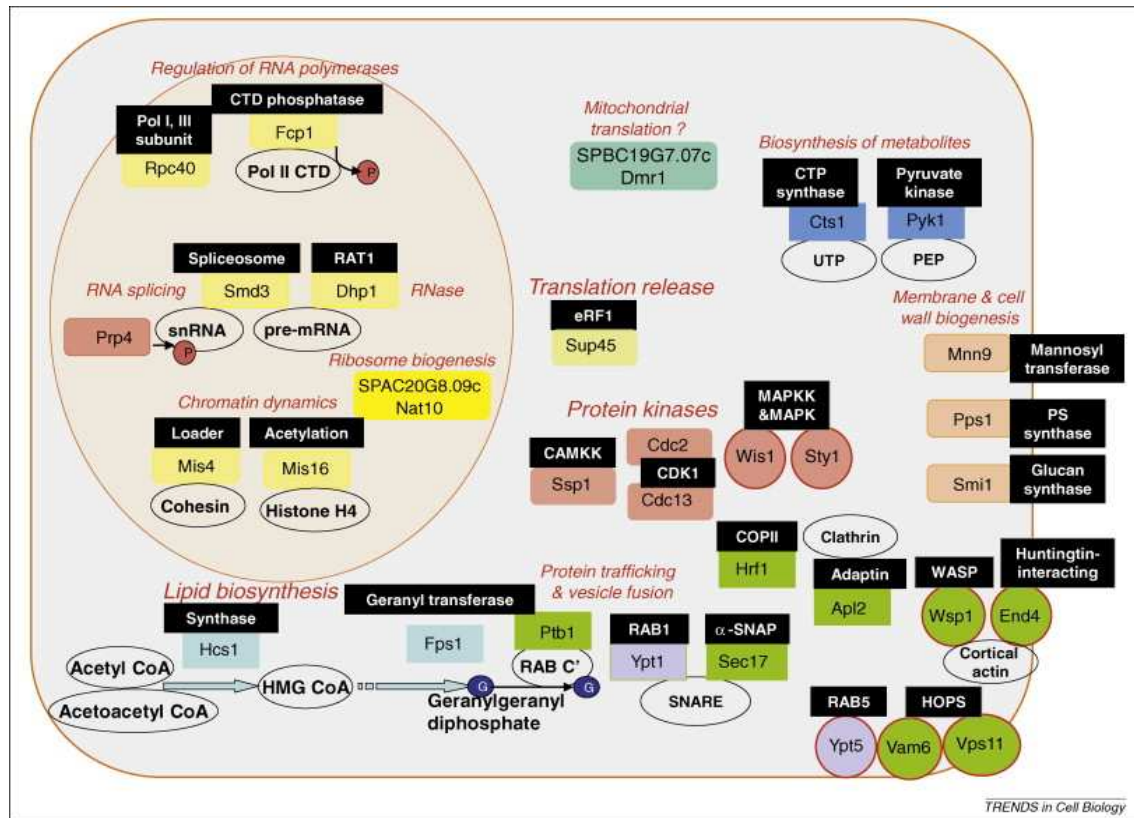 Regulation of RNA polymerases
CTD phosphatase
Pol I, III
subunit
Fcp1
Rpc40
Pol II CTD
P
Mitochondrial
translation ?
SPBC19G7.07c
Dmr1
Biosynthesis of metabolites
CTP
synthase
Pyruvate
kinase
Cts1
Pyk1
UTP
PEP
Spliceosome
RAT1
RNA splicing
Smd3
Dhp1
RNase
Prp4
snRNA
pre-mRNA
P
Ribosome biogenesis
SPAC20G8.09c
Nat10
Chromatin dynamics
Loader
Acetylation
Mis4
Mis16
Cohesin
Histone H4
Translation release
eRF1
Sup45
Membrane & cell
wall biogenesis
Mnn9
Mannosyl
transferase
Pps1
PS
synthase
Smi1
Glucan
synthase
Protein kinases
MAPKK
&MAPK
CAMKK
Cdc2
Wis1
Sty1
Ssp1
CDK1
Cdc13
COPII
Clathrin
Hrf1
Adaptin
Apl2
WASP
Huntingtin-
interacting
Wsp1
End4
Cortical
actin
Lipid biosynthesis
Synthase
Hcs1
Geranyl transferase
Protein trafficking
& vesicle fusion
Fps1
Ptb1
RAB1
α-SNAP
Ypt1
Sec17
Acetyl CoA
HMG CoA
Acetoacetyl CoA
RAB C’
G
G
Geranylgeranyl
diphosphate
SNARE
RAB5
HOPS
Ypt5
Vam6
Vps11
TRENDS in Cell Biology